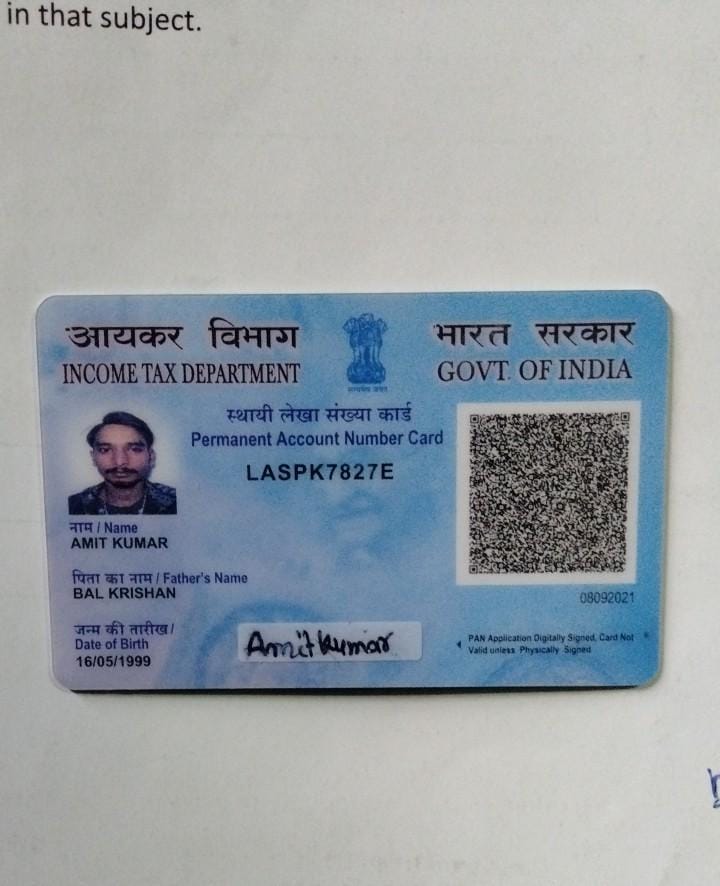 in that subject.
आयकर विभाग
INCOME TAX DEPARTMENT
सत्यमेव जयते
भारत सरकार
GOVT. OF INDIA
स्थायी लेखा संख्या कार्ड
Permanent Account Number Card
LASPK7827E
नाम / Name
AMIT KUMAR
पिता का नाम / Father's Name
BAL KRISHAN
जन्म की तारीख /
Date of Birth
16/05/1999
Amit Kumar
08092021
PAN Application Digitally Signed, Card Not
Valid unless Physically Signed